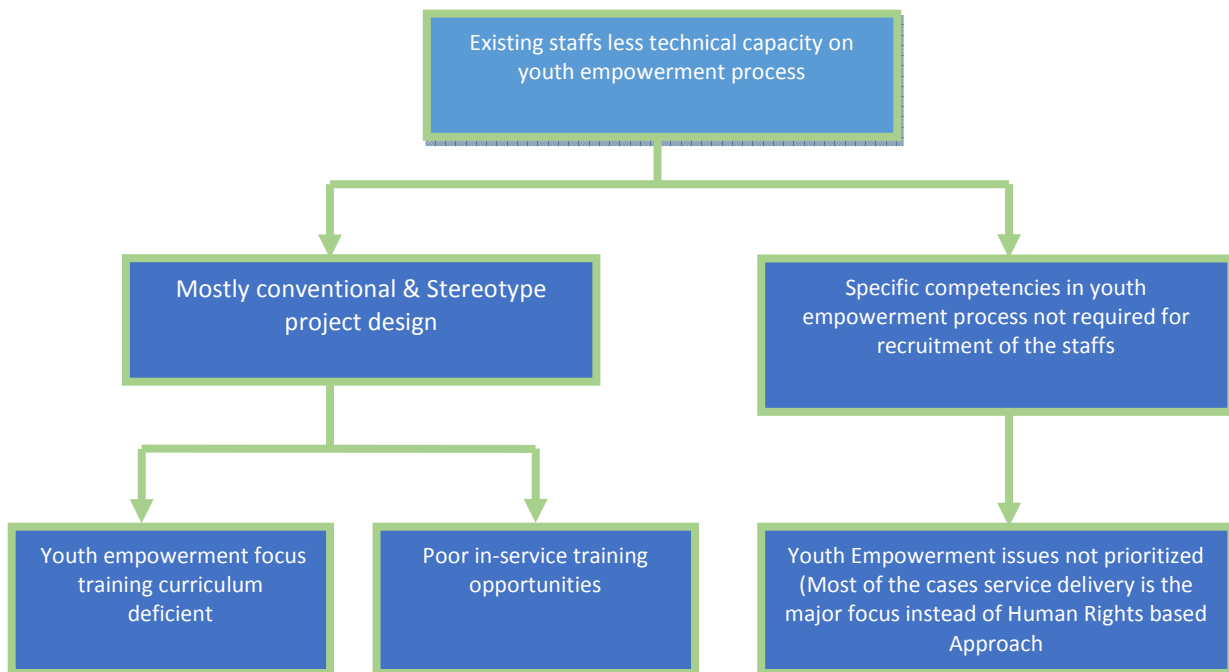 Existing staffs less technical capacity on
youth empowerment process
Mostly conventional & Stereotype
project design
Specific competencies in youth
empowerment process not required for
recruitment of the staffs
Youth empowerment focus
training curriculum
deficient
Poor in-service training
opportunities
Youth Empowerment issues not prioritized
(Most of the cases service delivery is the
major focus instead of Human Rights based
Approach